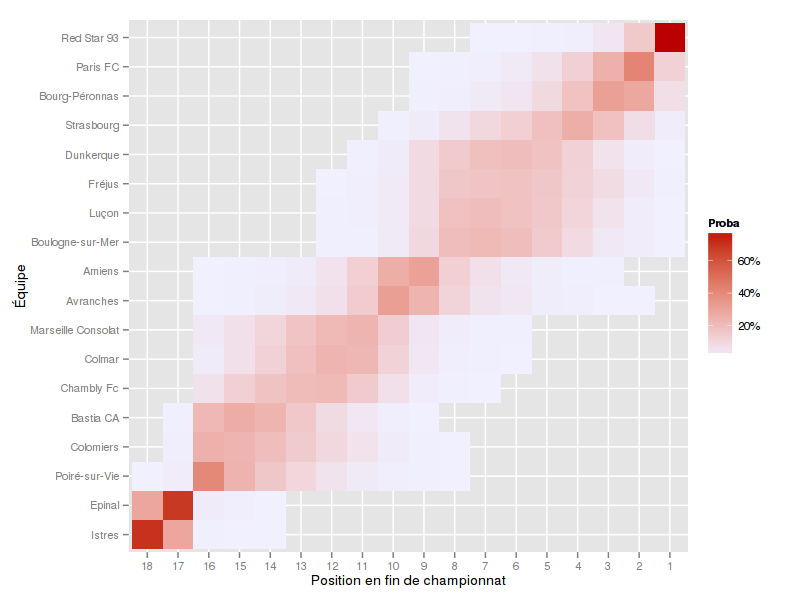 Red Star 93
Paris FC
Bourg-Péronnas
Strasbourg
Dunkerque
Fréjus
Luçon
Boulogne-sur-Mer
Amiens
Avranches
Marseille Consolat
Colmar
Chambly Fc
Bastia CA
Colomiers
Poiré-sur-Vie
Epinal
Istres
Équipe
18 17 16 15 14 13 12 11 10 9 8 7 6 5 4 3 2 1
Position en fin de championnat
Proba
60%
40%
20%